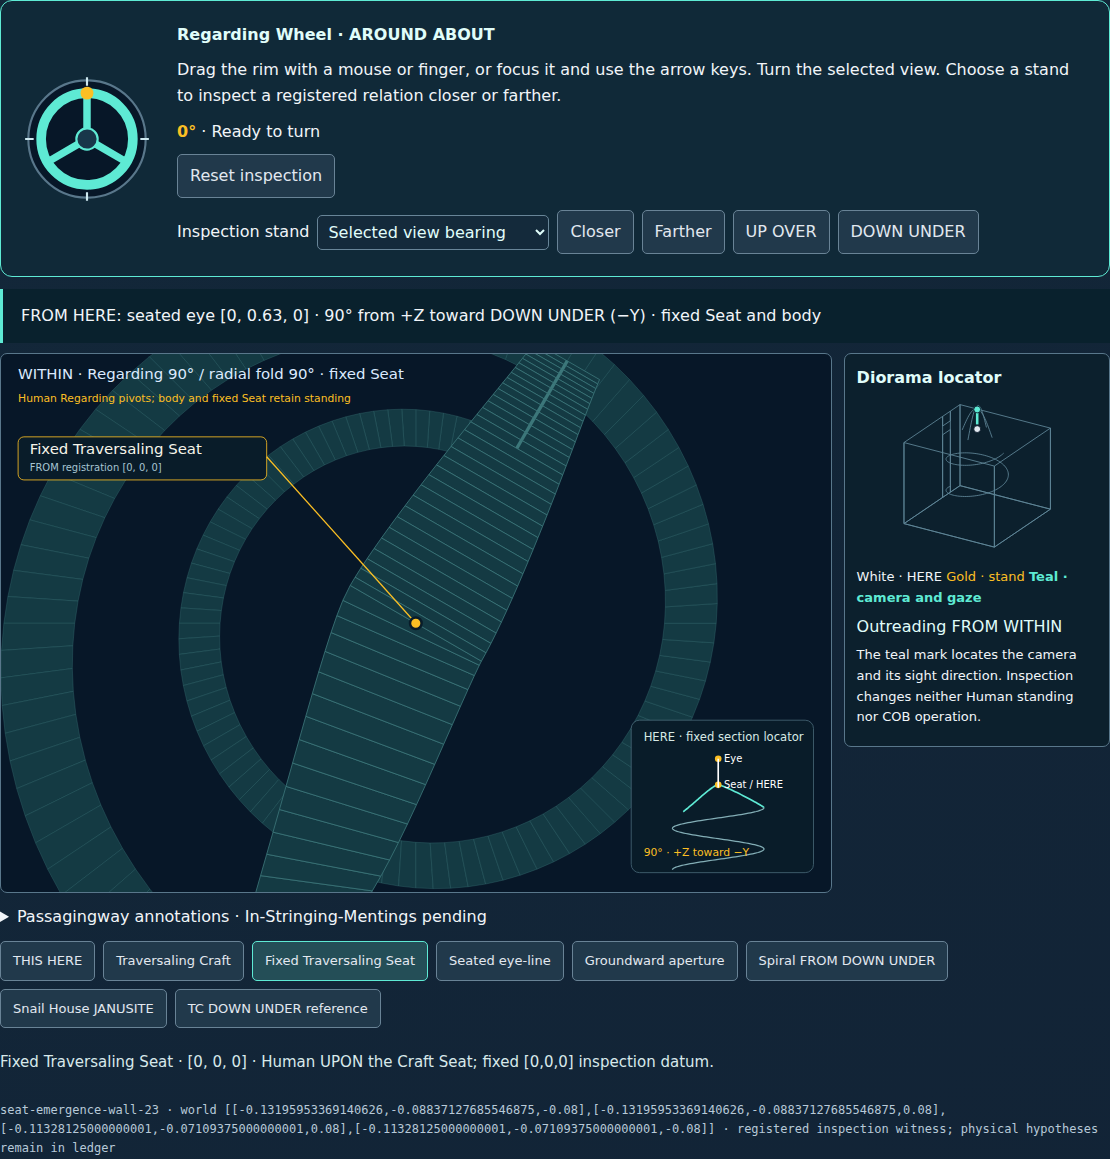 Regarding Wheel · AROUND ABOUT
Drag the rim with a mouse or finger, or focus it and use the arrow keys. Turn the selected view. Choose a stand
to inspect a registered relation closer or farther.
0° · Ready to turn
Reset inspection
Inspection stand Selected view bearing Closer Farther UP OVER DOWN UNDER
FROM HERE: seated eye [0, 0.63, 0] · 90° from +Z toward DOWN UNDER (−Y) · fixed Seat and body
WITHIN · Regarding 90° / radial fold 90° · fixed Seat
Human Regarding pivots; body and fixed Seat retain standing
Fixed Traversaling Seat
FROM registration [0, 0, 0]
HERE · fixed section locator
Eye
Seat / HERE
90° · +Z toward −Y
Diorama locator
White · HERE Gold · stand Teal ·
camera and gaze
Outreading FROM WITHIN
The teal mark locates the camera
and its sight direction. Inspection
changes neither Human standing
nor COB operation.
Passagingway annotations · In-Stringing-Mentings pending
THIS HERE Traversaling Craft Fixed Traversaling Seat Seated eye-line Groundward aperture Spiral FROM DOWN UNDER
Snail House JANUSITE TC DOWN UNDER reference
Fixed Traversaling Seat · [0, 0, 0] · Human UPON the Craft Seat; fixed [0,0,0] inspection datum.
seat-emergence-wall-23 · world [[-0.13195953369140626,-0.08837127685546875,-0.08],[-0.13195953369140626,-0.08837127685546875,0.08],
[-0.11328125000000001,-0.07109375000000001,0.08],[-0.11328125000000001,-0.07109375000000001,-0.08]] · registered inspection witness; physical hypotheses
remain in ledger